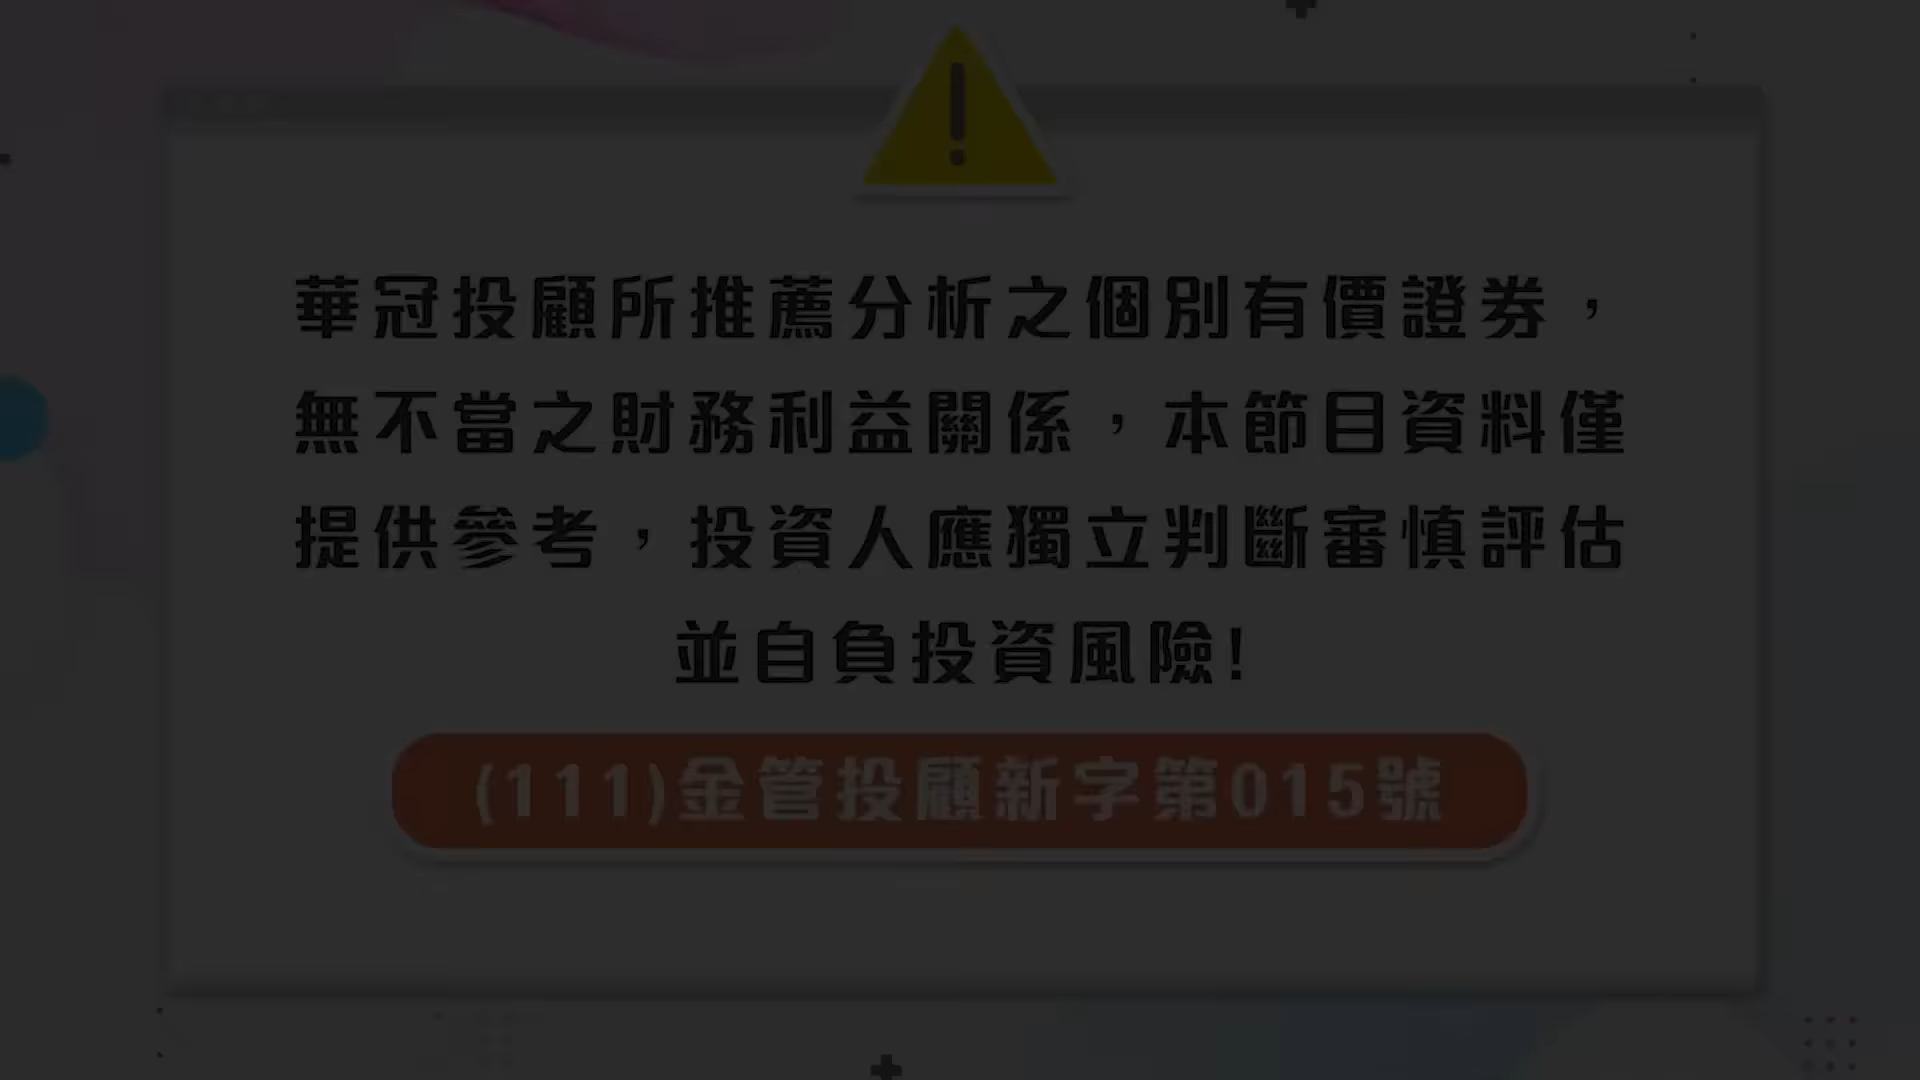 華冠投顧所推薦分析之個別有價證券，
無不當之財務利益關係，本節目資料僅
提供參考，投資人應獨立判斷審慎評估
並自負投資風險!
(111)金管投顧新字第015號